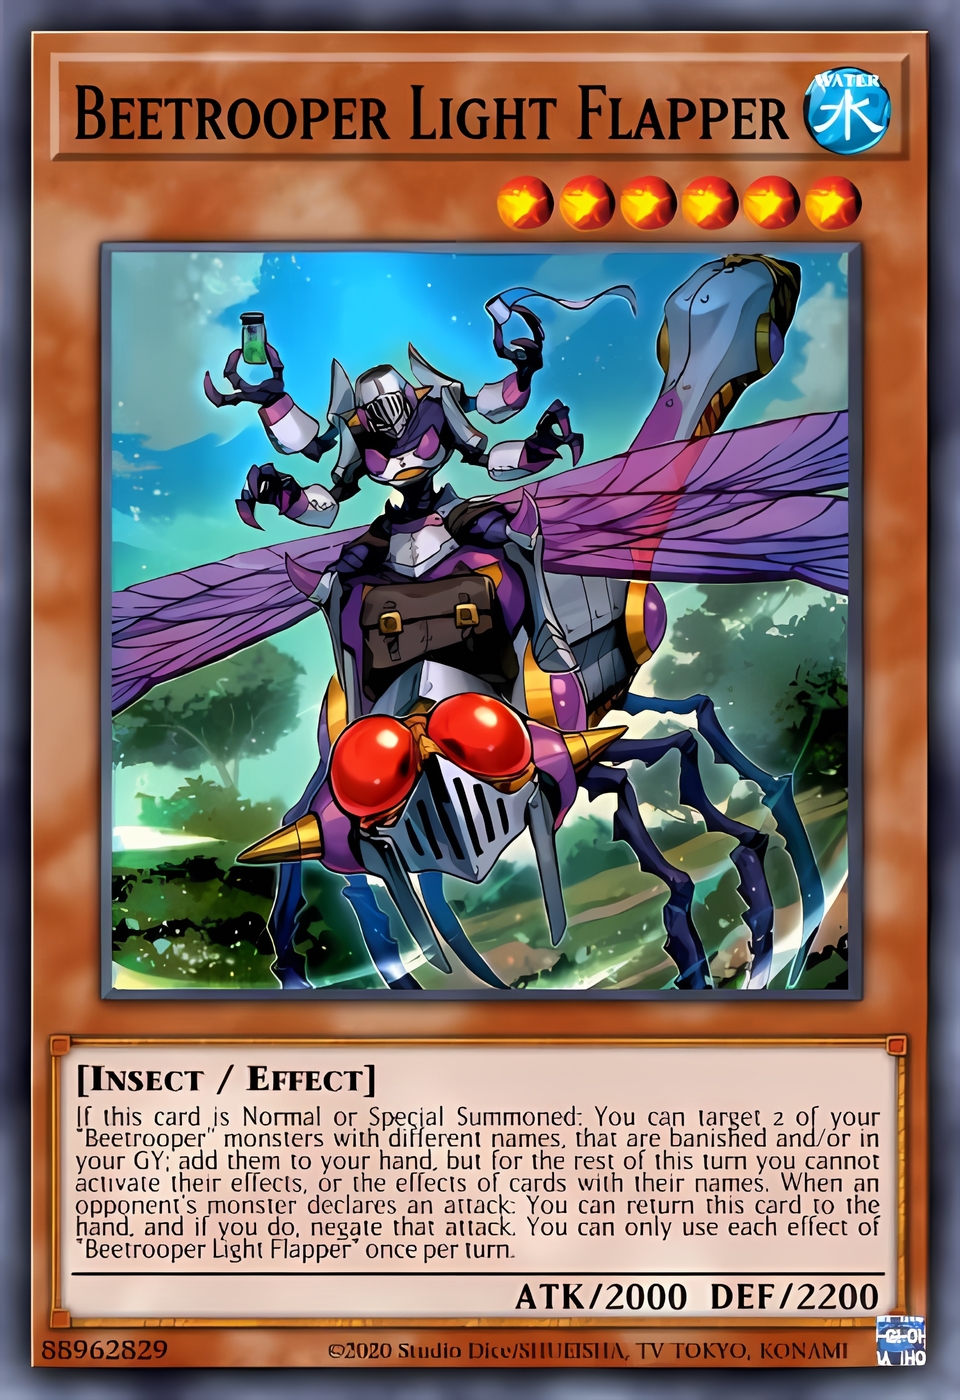 Beetrooper Light Flapper
WATER
水
[Insect / Effect]
If this card is Normal or Special Summoned: You can target 2 of your
"Beetrooper" monsters with different names, that are banished and/or in
your GY; add them to your hand, but for the rest of this turn you cannot
activate their effects, or the effects of cards with their names. When an
opponent's monster declares an attack: You can return this card to the
hand, and if you do, negate that attack. You can only use each effect of
"Beetrooper Light Flapper" once per turn.
ATK/2000 DEF/2200
88962829
©2020 Studio Dice/SHUEISHA, TV TOKYO, KONAMI